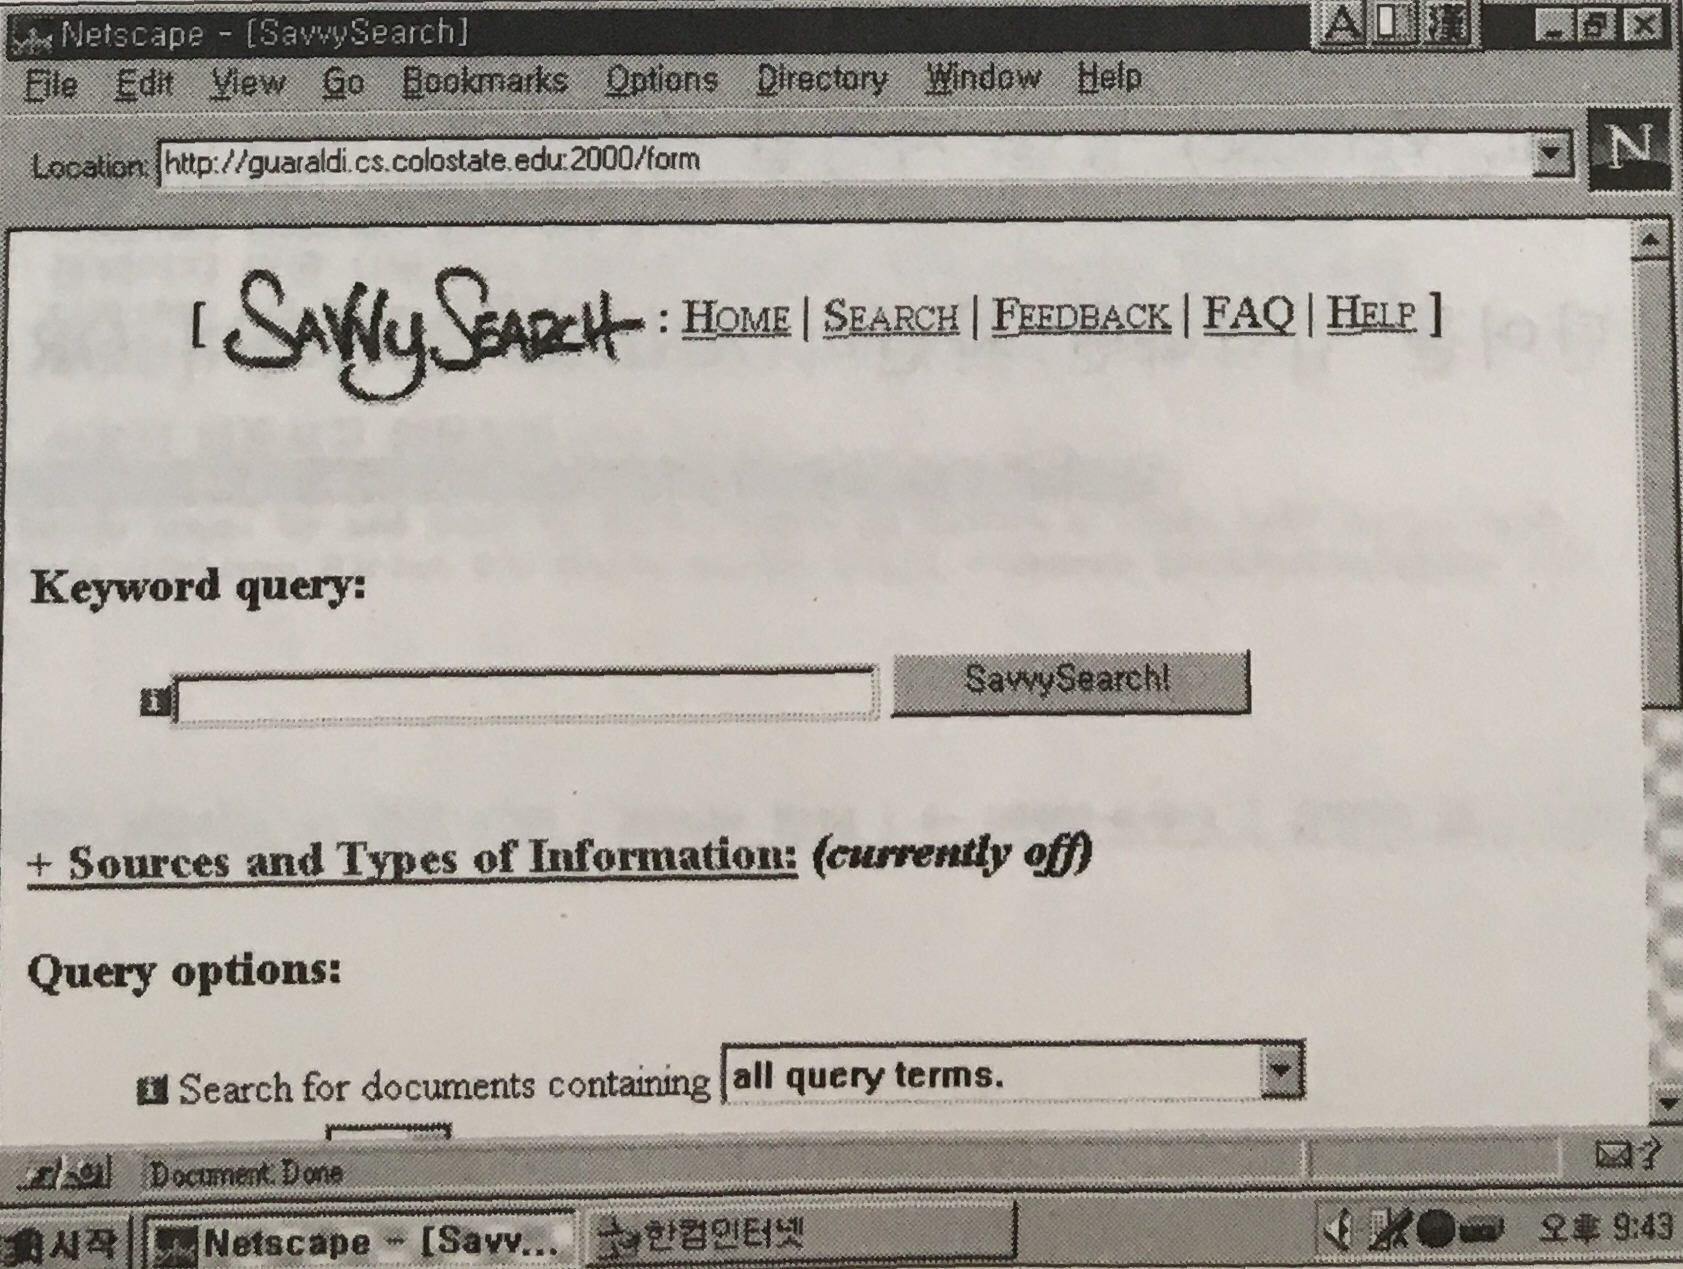 Netscape - [SavvySearch] A 漢
File Edit View Go Bookmarks Options Directory Window Help
Location: http://guaraldi.cs.colostate.edu:2000/form N
[ SavvySearch : Home | Search | Feedback | FAQ | Help ]
Keyword query:
i SavvySearch!
+ Sources and Types of Information: (currently off)
Query options:
i Search for documents containing all query terms.
Document: Done ?
시작 Netscape - [Savv... 한컴인터넷 오후 9:43